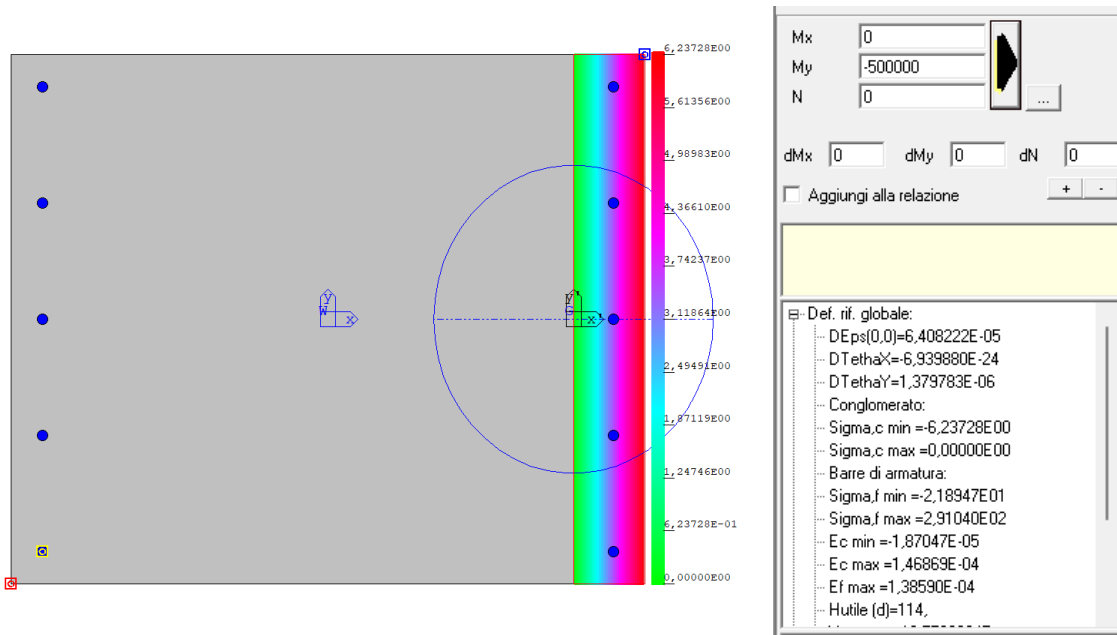 6,23728E00
5,61356E00
4,98983E00
4,36610E00
3,74237E00
3,11864E00
2,49491E00
1,87119E00
1,24746E00
6,23728E-01
0,00000E00
y
W
x
y
G
x
Mx 0
My -500000
N 0
...
dMx 0 dMy 0 dN 0
Aggiungi alla relazione + -
Def. rif. globale:
DEps(0,0)=6,408222E-05
DTethaX=-6,939880E-24
DTethaY=1,379783E-06
Conglomerato:
Sigma,c min =-6,23728E00
Sigma,c max =0,00000E00
Barre di armatura:
Sigma,f min =-2,18947E01
Sigma,f max =2,91040E02
Ec min =-1,87047E-05
Ec max =1,46869E-04
Ef max =1,38590E-04
Hutile (d)=114,